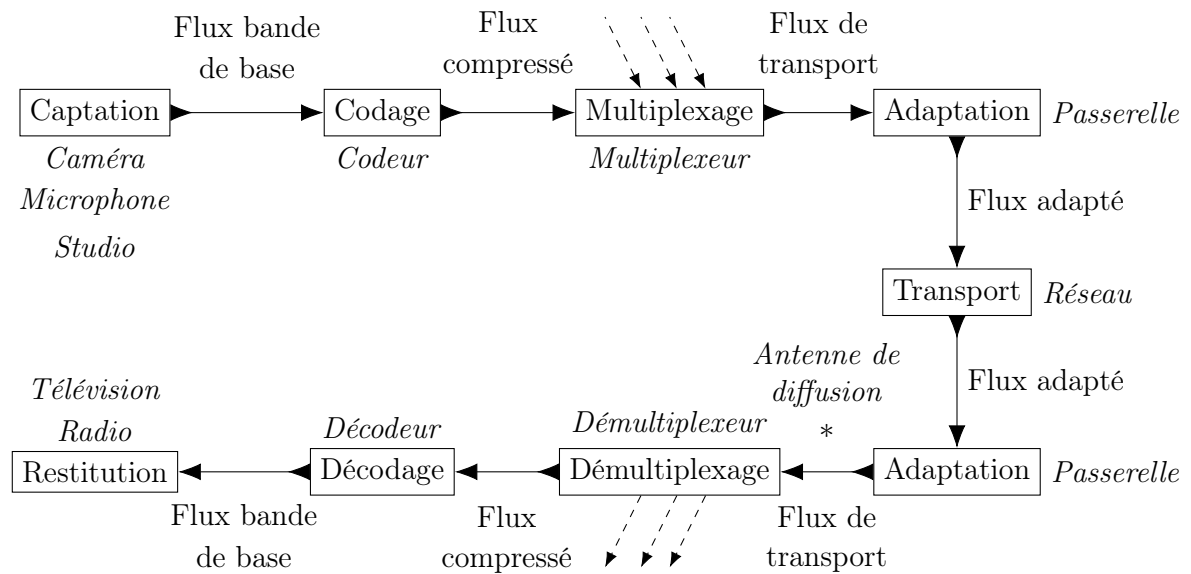 Flux bande
de base
Flux
compressé
Flux de
transport
Captation
Codage
Multiplexage
Adaptation
Passerelle
Caméra
Microphone
Studio
Codeur
Multiplexeur
Flux adapté
Transport
Réseau
Flux adapté
Antenne de
diffusion
*
Télévision
Radio
Décodeur
Démultiplexeur
Restitution
Décodage
Démultiplexage
Adaptation
Passerelle
Flux bande
de base
Flux
compressé
Flux de
transport